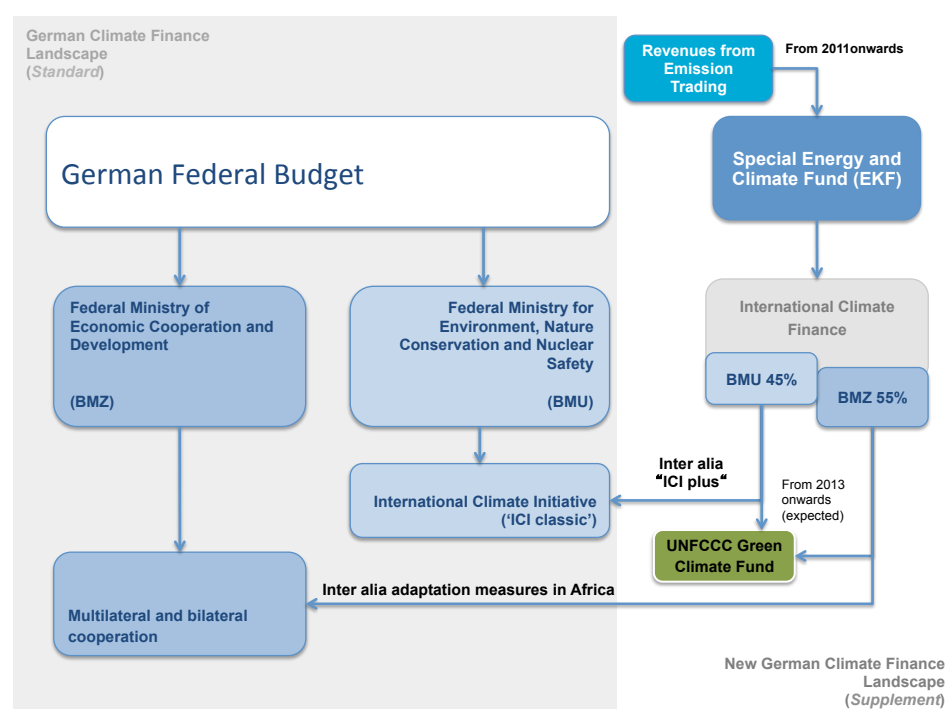 German Climate Finance
Landscape
(Standard)
Revenues from
Emission
Trading
From 2011onwards
German Federal Budget
Special Energy and
Climate Fund (EKF)
Federal Ministry of
Economic Cooperation and
Development
(BMZ)
Federal Ministry for
Environment, Nature
Conservation and Nuclear
Safety
(BMU)
International Climate
Finance
BMU 45%
BMZ 55%
Inter alia
“ICI plus“
From 2013
onwards
(expected)
International Climate Initiative
(‘ICI classic’)
UNFCCC Green
Climate Fund
Inter alia adaptation measures in Africa
Multilateral and bilateral
cooperation
New German Climate Finance
Landscape
(Supplement)